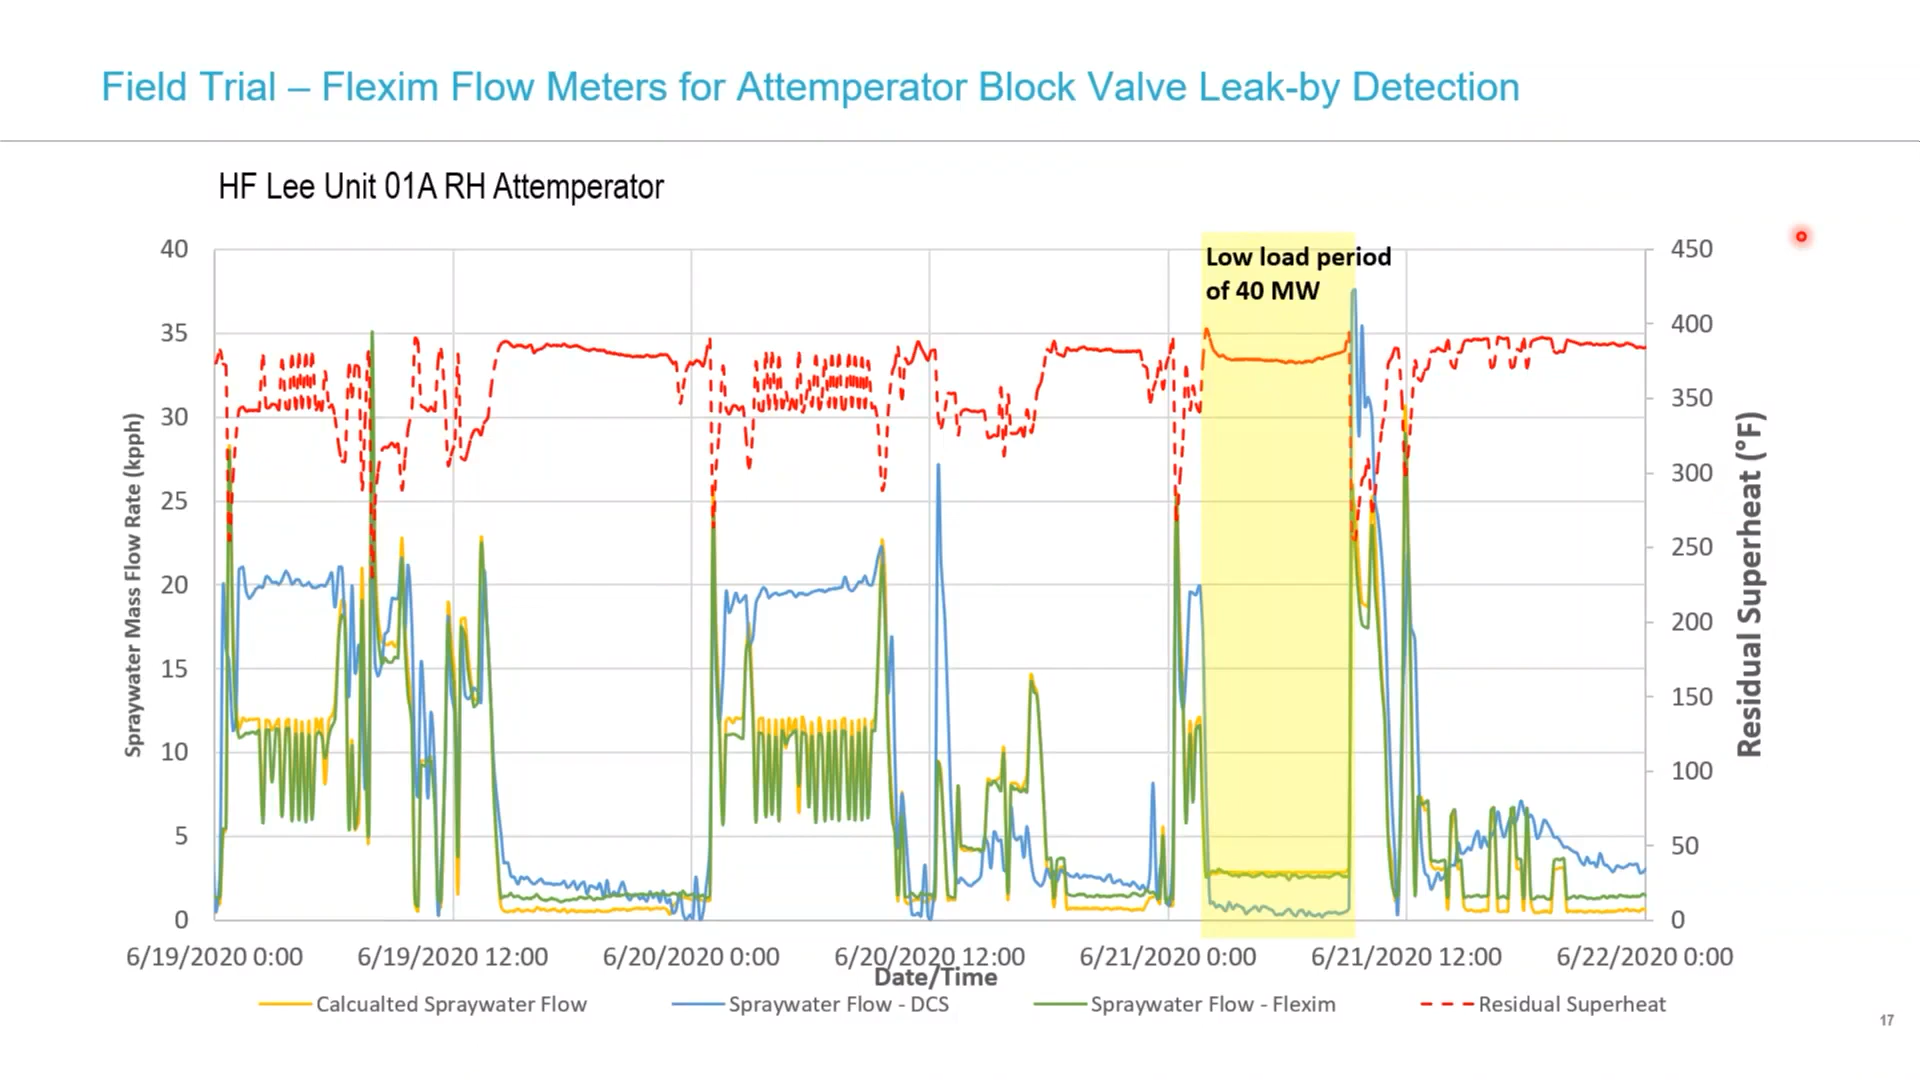 Field Trial – Flexim Flow Meters for Attemperator Block Valve Leak-by Detection
HF Lee Unit 01A RH Attemperator
Low load period
of 40 MW
40
35
30
25
20
15
10
5
0
Spraywater Mass Flow Rate (kpph)
450
400
350
300
250
200
150
100
50
0
Residual Superheat (°F)
6/19/2020 0:00
6/19/2020 12:00
6/20/2020 0:00
6/20/2020 12:00
6/21/2020 0:00
6/21/2020 12:00
6/22/2020 0:00
Date/Time
Calcualted Spraywater Flow
Spraywater Flow - DCS
Spraywater Flow - Flexim
Residual Superheat
17